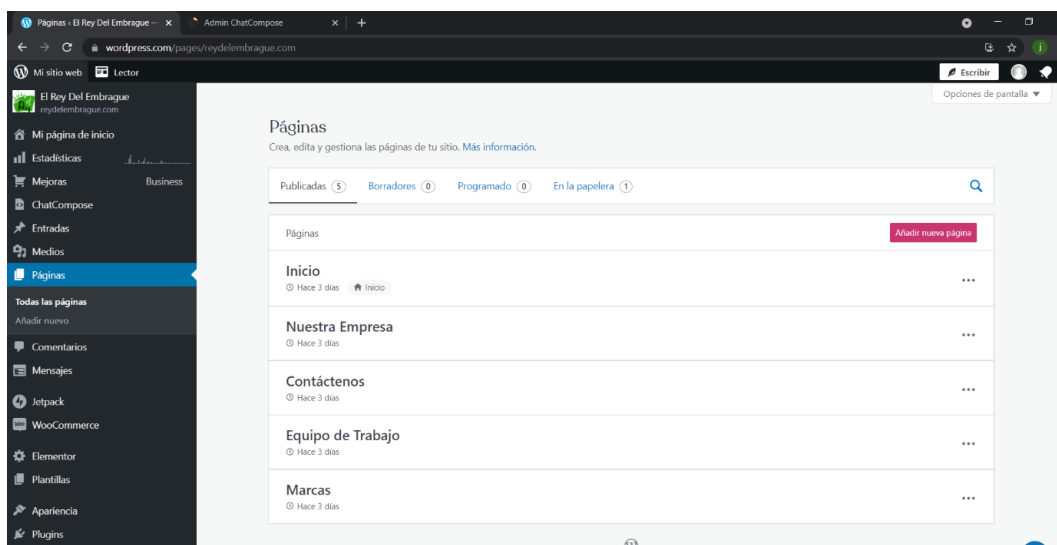 Páginas ‹ El Rey Del Embrague —
Admin ChatCompose
wordpress.com/pages/reydelembrague.com
j
Mi sitio web
Lector
Escribir
El Rey Del Embrague
reydelembrague.com
Opciones de pantalla
Mi página de inicio
Estadísticas
Mejoras
Business
ChatCompose
Entradas
Medios
Páginas
Todas las páginas
Añadir nuevo
Comentarios
Mensajes
Jetpack
WooCommerce
Elementor
Plantillas
Apariencia
Plugins
Páginas
Crea, edita y gestiona las páginas de tu sitio. Más información.
Publicadas 5 Borradores 0 Programado 0 En la papelera 1
Páginas
Añadir nueva página
Inicio
Hace 3 días Inicio
Nuestra Empresa
Hace 3 días
Contáctenos
Hace 3 días
Equipo de Trabajo
Hace 3 días
Marcas
Hace 3 días